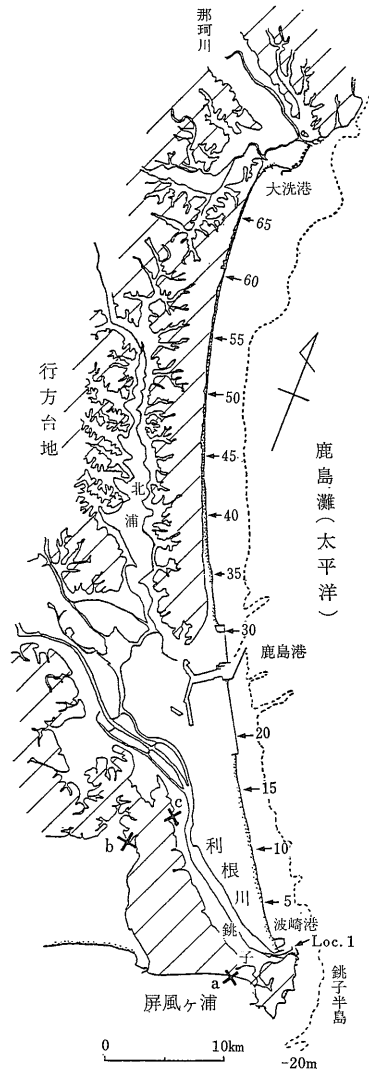 那珂川
大洗港
65
60
55
行方台地
50
鹿島灘(太平洋)
45
北浦
40
35
30
鹿島港
20
15
c
b
利根川
10
5
波崎港
銚子
Loc.1
a
屏風ヶ浦
銚子半島
0 10km
-20m